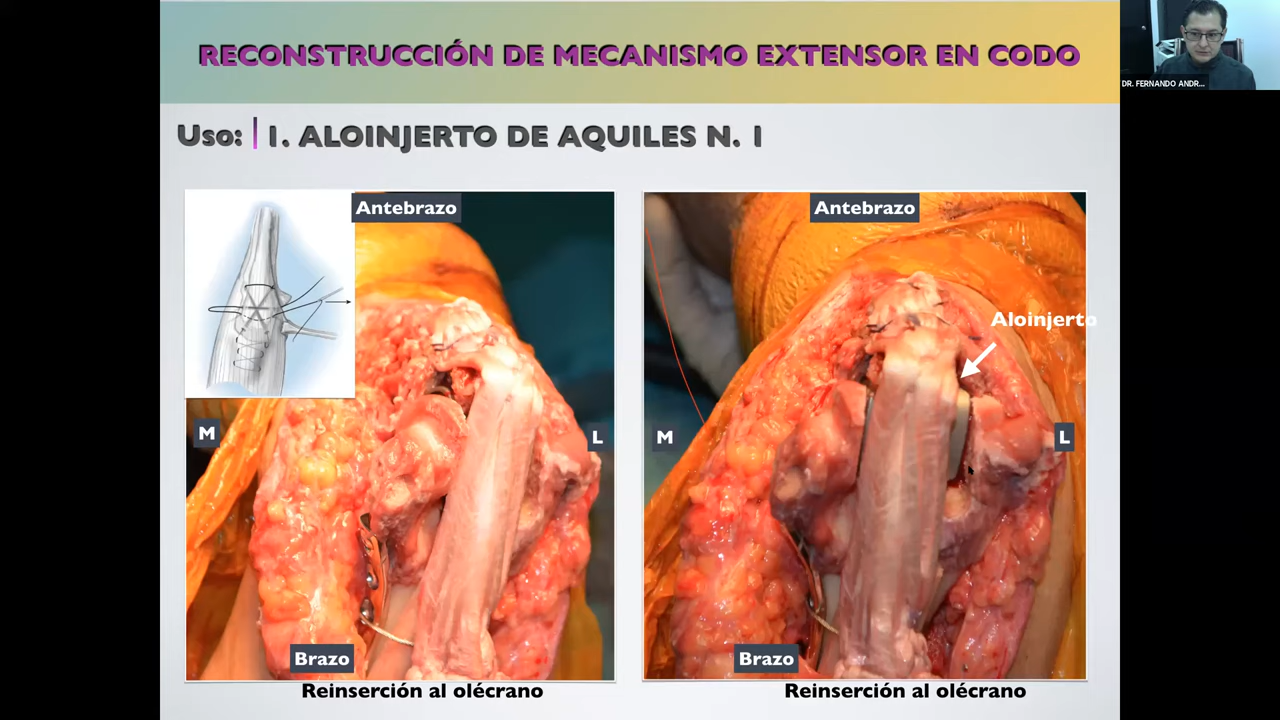 RECONSTRUCCIÓN DE MECANISMO EXTENSOR EN CODO
DR. FERNANDO ANDR...
Uso: 1. ALOINJERTO DE AQUILES N. 1
Antebrazo
Antebrazo
Aloinjerto
M
L
M
L
Brazo
Brazo
Reinserción al olécrano
Reinserción al olécrano